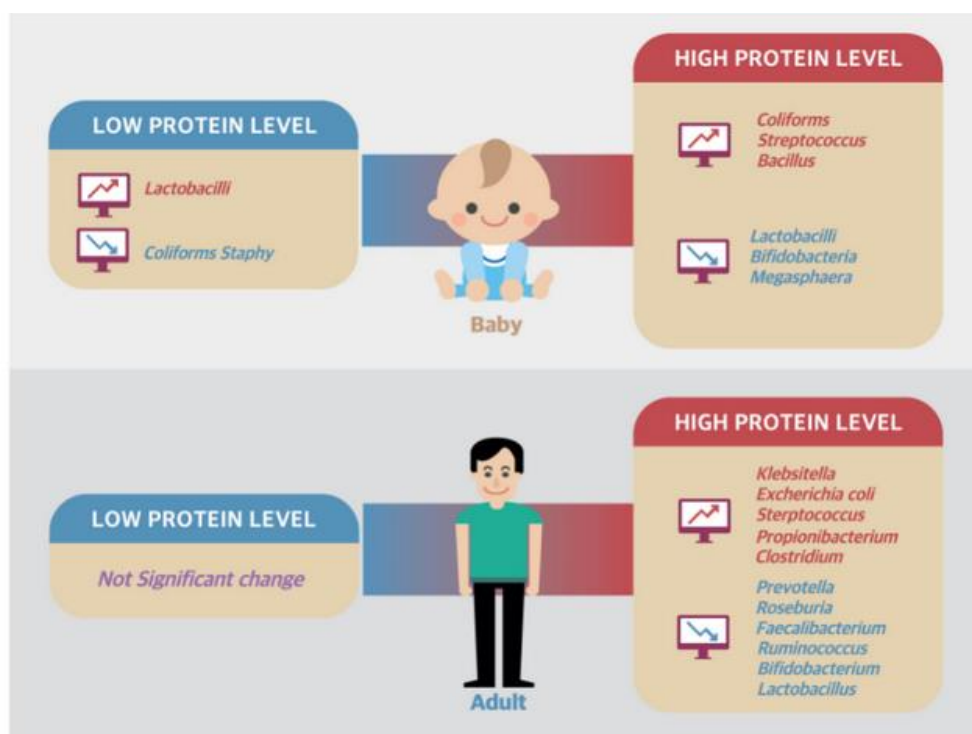 LOW PROTEIN LEVEL
Lactobacilli
Coliforms Staphy
HIGH PROTEIN LEVEL
Coliforms
Streptococcus
Bacillus
Lactobacilli
Bifidobacteria
Megasphaera
Baby
LOW PROTEIN LEVEL
Not Significant change
HIGH PROTEIN LEVEL
Klebsitella
Escherichia coli
Sterptococcus
Propionibacterium
Clostridium
Prevotella
Roseburia
Faecalibacterium
Ruminococcus
Bifidobacterium
Lactobacillus
Adult